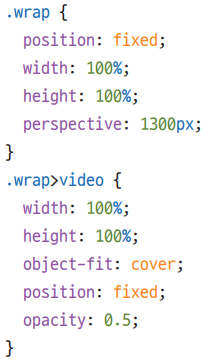 .wrap {
  position: fixed;
  width: 100%;
  height: 100%;
  perspective: 1300px;
}
.wrap>video {
  width: 100%;
  height: 100%;
  object-fit: cover;
  position: fixed;
  opacity: 0.5;
}